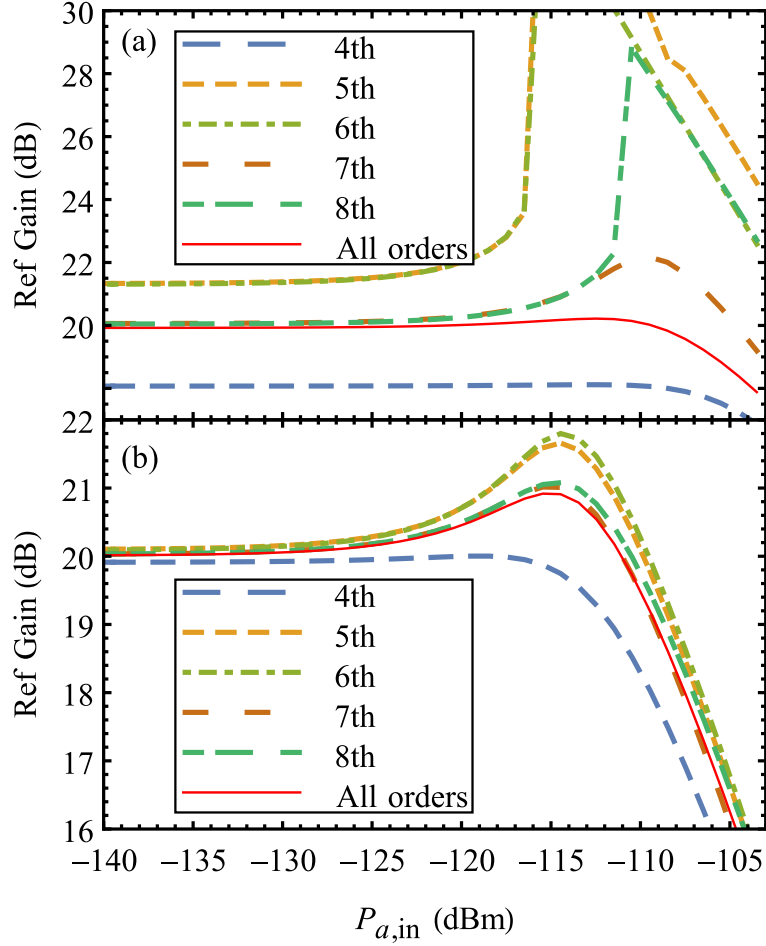 (a)
30
28
26
24
22
20
22
Ref Gain (dB)
4th
5th
6th
7th
8th
All orders
(b)
21
20
19
18
17
16
Ref Gain (dB)
4th
5th
6th
7th
8th
All orders
−140 −135 −130 −125 −120 −115 −110 −105
P_{a,in} (dBm)